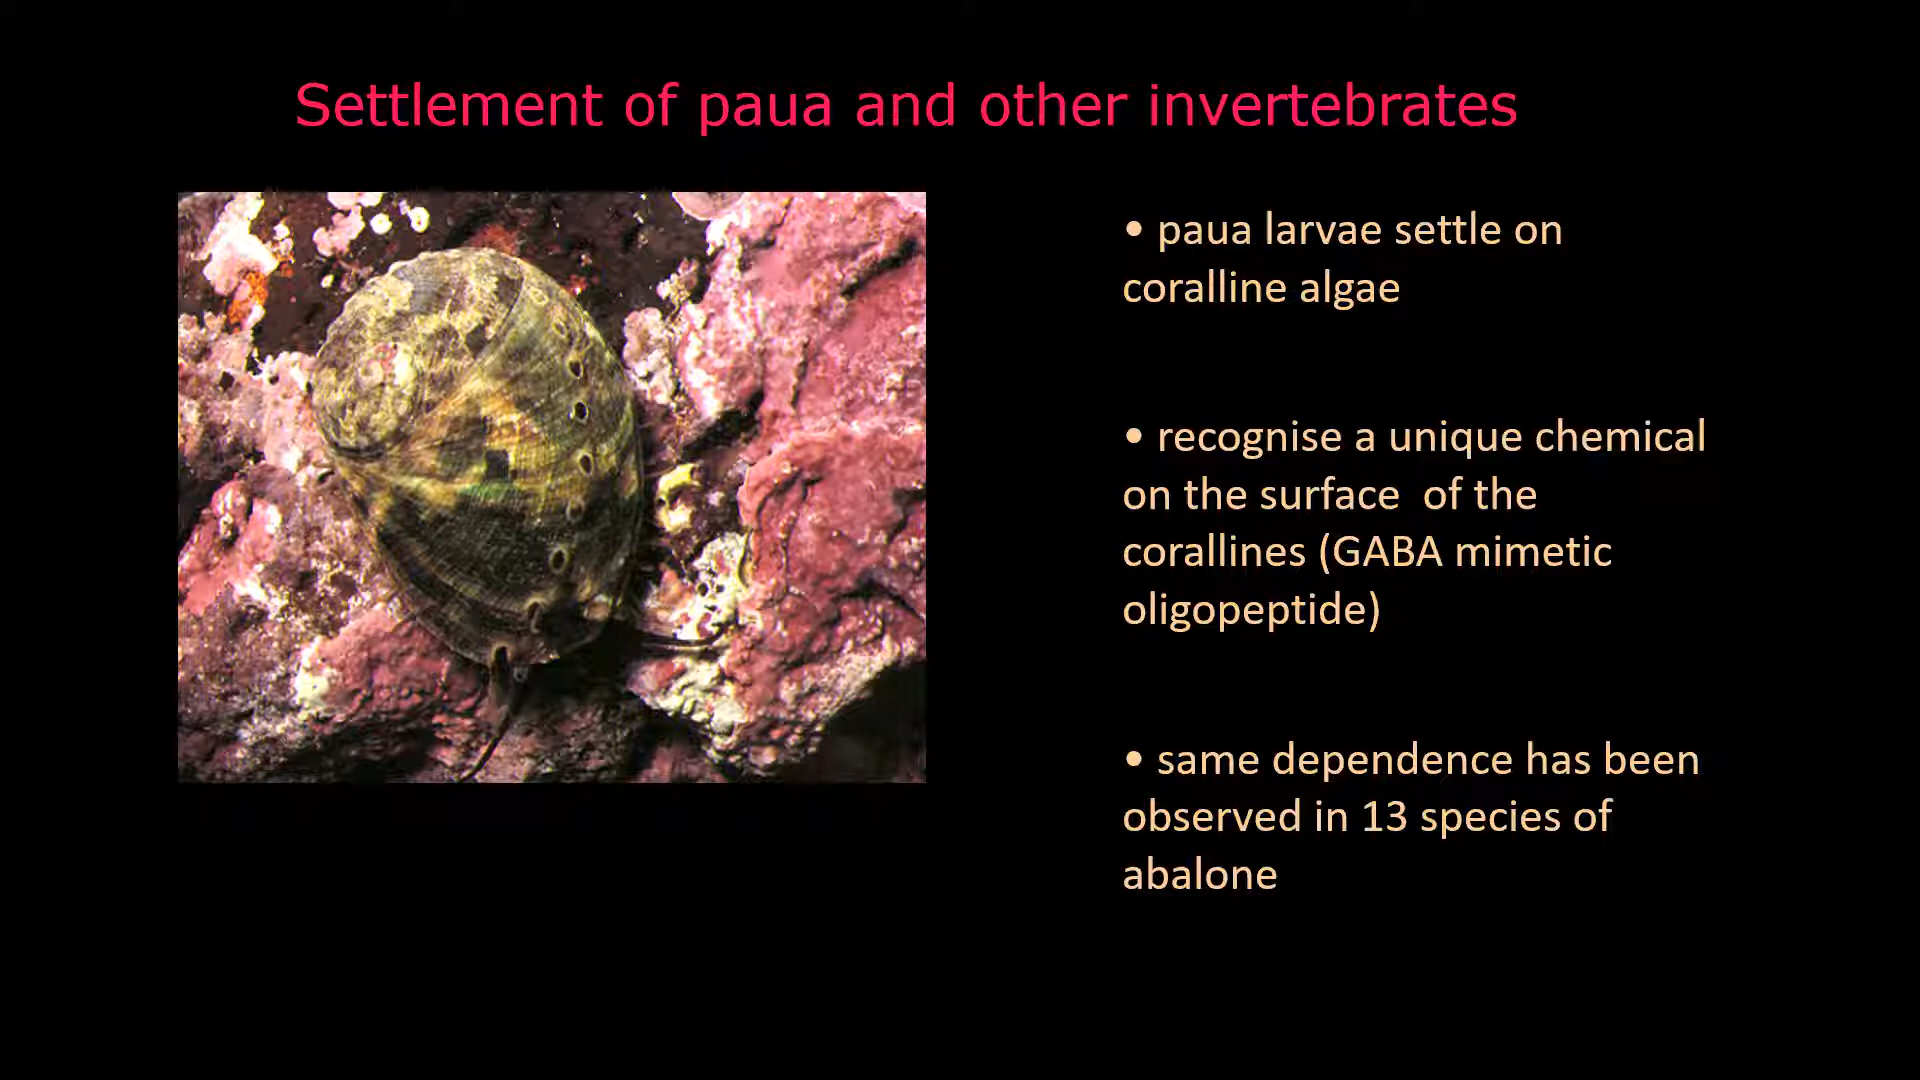 Settlement of paua and other invertebrates
• paua larvae settle on
coralline algae
• recognise a unique chemical
on the surface  of the
corallines (GABA mimetic
oligopeptide)
• same dependence has been
observed in 13 species of
abalone